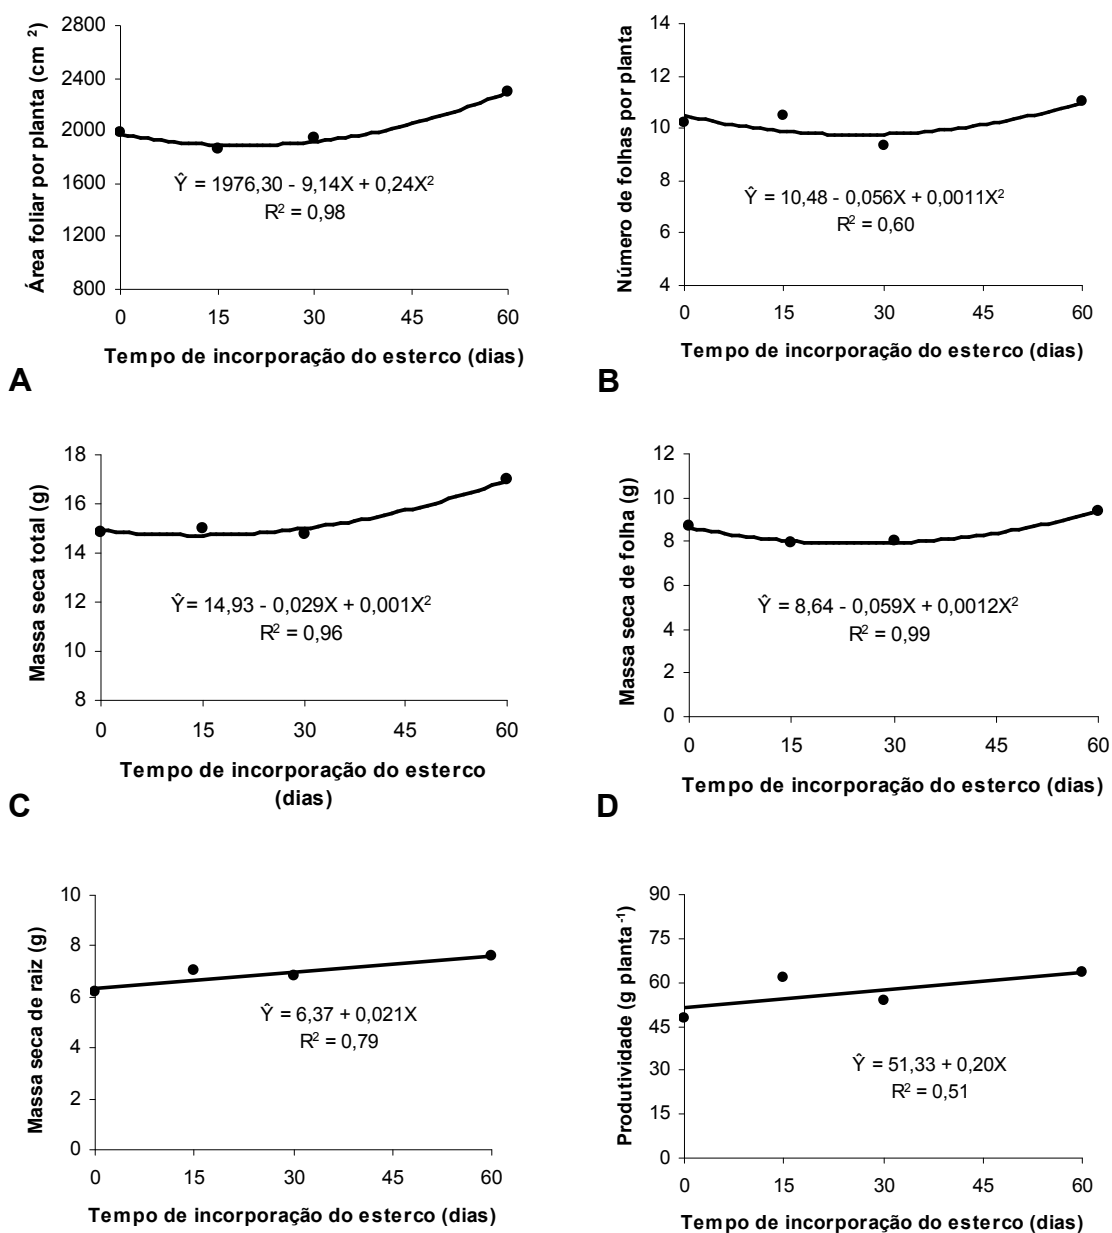 Área foliar por planta (cm ²)
2800
2400
2000
1600
1200
800
Ŷ = 1976,30 - 9,14X + 0,24X²
R² = 0,98
0 15 30 45 60
Tempo de incorporação do esterco (dias)
A
Número de folhas por planta
14
12
10
8
6
4
Ŷ = 10,48 - 0,056X + 0,0011X²
R² = 0,60
0 15 30 45 60
Tempo de incorporação do esterco (dias)
B
Massa seca total (g)
18
16
14
12
10
8
Ŷ= 14,93 - 0,029X + 0,001X²
R² = 0,96
0 15 30 45 60
Tempo de incorporação do esterco
(dias)
C
Massa seca de folha (g)
12
10
8
6
4
2
0
Ŷ = 8,64 - 0,059X + 0,0012X²
R² = 0,99
0 15 30 45 60
Tempo de incorporação do esterco (dias)
D
Massa seca de raiz (g)
10
8
6
4
2
0
Ŷ = 6,37 + 0,021X
R² = 0,79
0 15 30 45 60
Tempo de incorporação do esterco (dias)
Produtividade (g planta⁻¹)
90
75
60
45
30
15
0
Ŷ = 51,33 + 0,20X
R² = 0,51
0 15 30 45 60
Tempo de incorporação do esterco (dias)